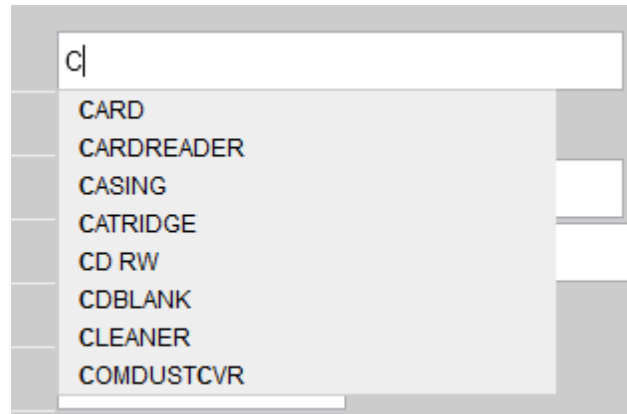 C
CARD
CARDREADER
CASING
CATRIDGE
CD RW
CDBLANK
CLEANER
COMDUSTCVR